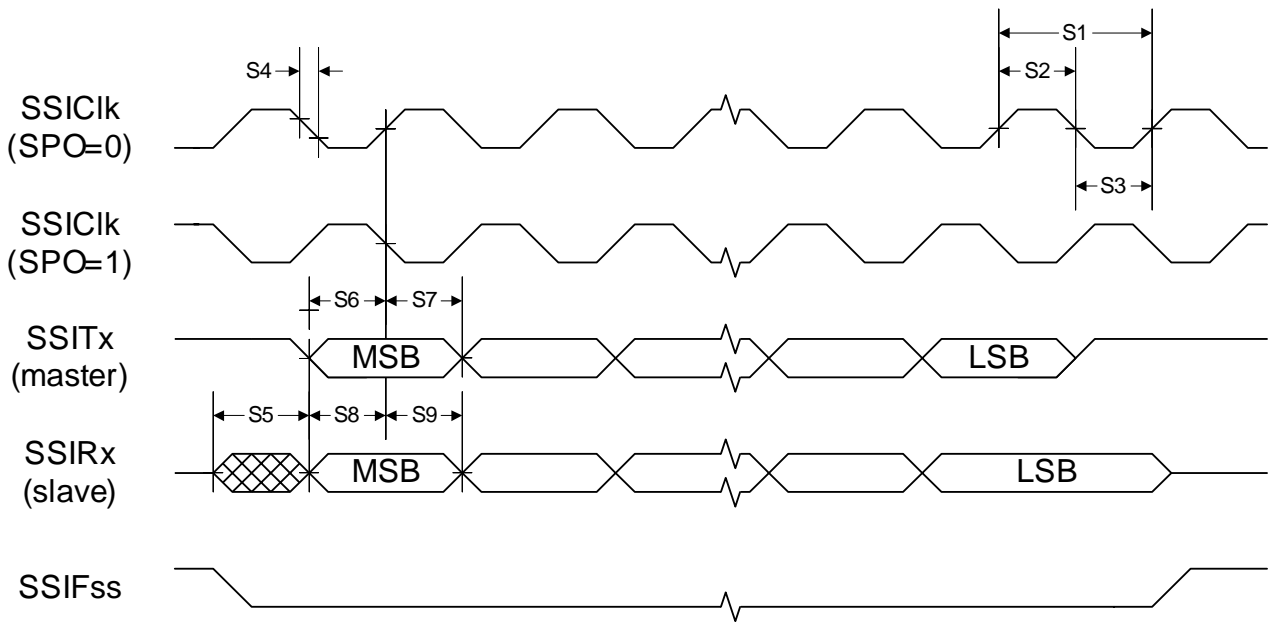 S1
S4
S2
SSIClk
(SPO=0)
S3
SSIClk
(SPO=1)
S6
S7
SSITx
(master)
MSB
LSB
S5
S8
S9
SSIRx
(slave)
MSB
LSB
SSIFss